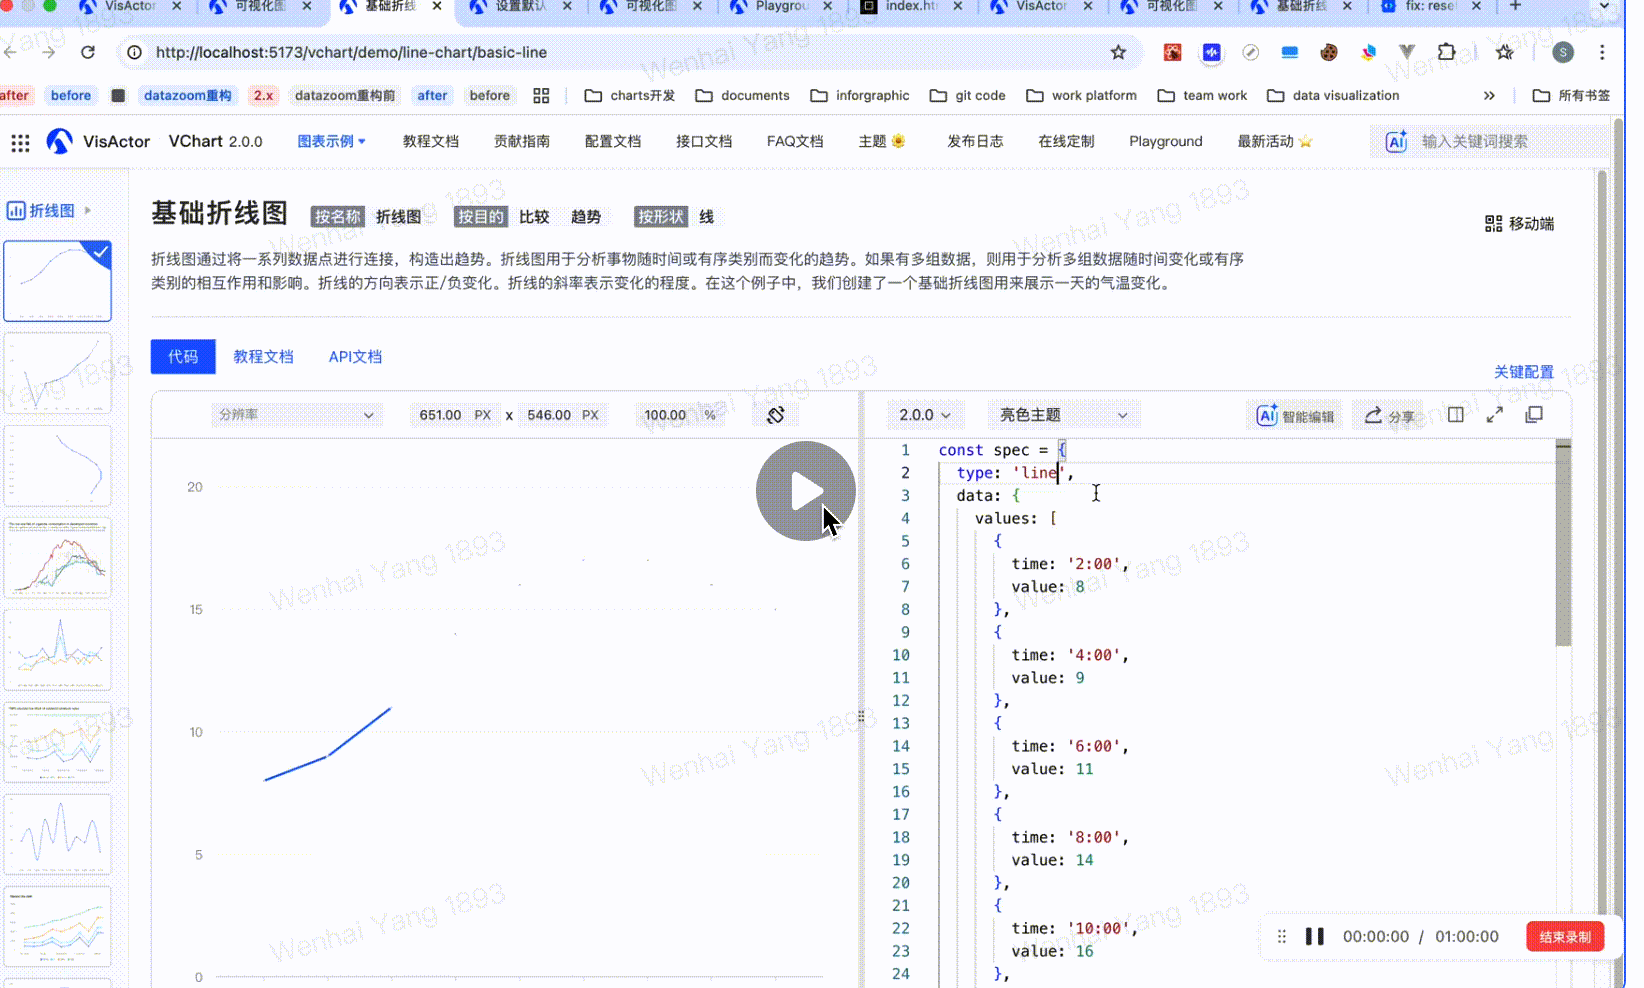 VisActor
可视化图
基础折线
设置默认
可视化图
Playgrou
index.ht
VisActor
可视化图
基础折线
fix: rese
http://localhost:5173/vchart/demo/line-chart/basic-line
S
after before datazoom重构 2.x datazoom重构前 after before charts开发 documents inforgraphic git code work platform team work data visualization 所有书签
VisActor VChart 2.0.0 图表示例 教程文档 贡献指南 配置文档 接口文档 FAQ文档 主题 发布日志 在线定制 Playground 最新活动 AI 输入关键词搜索
折线图
基础折线图 按名称 折线图 按目的 比较 趋势 按形状 线
移动端
折线图通过将一系列数据点进行连接，构造出趋势。折线图用于分析事物随时间或有序类别而变化的趋势。如果有多组数据，则用于分析多组数据随时间变化或有序
类别的相互作用和影响。折线的方向表示正/负变化。折线的斜率表示变化的程度。在这个例子中，我们创建了一个基础折线图用来展示一天的气温变化。
代码 教程文档 API文档
关键配置
分辨率 651.00 PX x 546.00 PX 100.00 %
2.0.0 亮色主题 AI 智能编辑 分享
20
15
10
5
0
1 const spec = {
2 type: 'line',
3 data: {
4 values: [
5 {
6 time: '2:00',
7 value: 8
8 },
9 {
10 time: '4:00',
11 value: 9
12 },
13 {
14 time: '6:00',
15 value: 11
16 },
17 {
18 time: '8:00',
19 value: 14
20 },
21 {
22 time: '10:00',
23 value: 16
24 },
00:00:00 / 01:00:00 结束录制
Wenhai Yang 1893